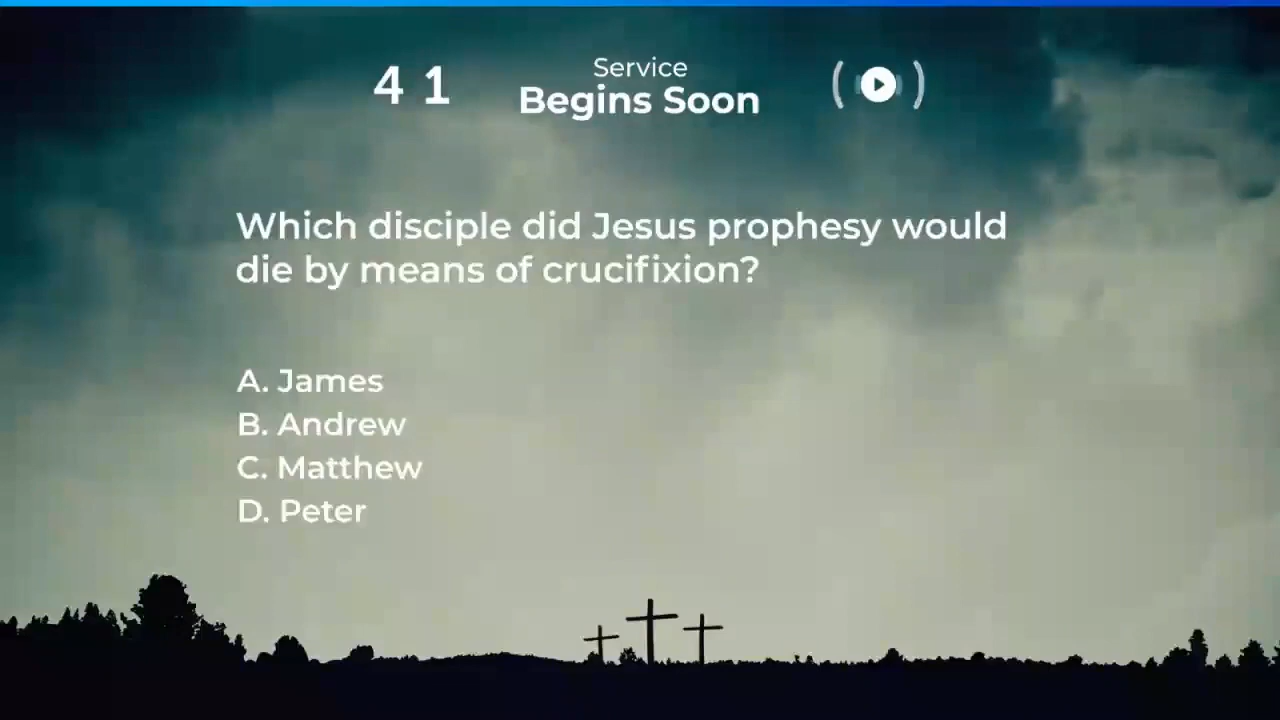 4 1
Service
Begins Soon
Which disciple did Jesus prophesy would
die by means of crucifixion?
A. James
B. Andrew
C. Matthew
D. Peter